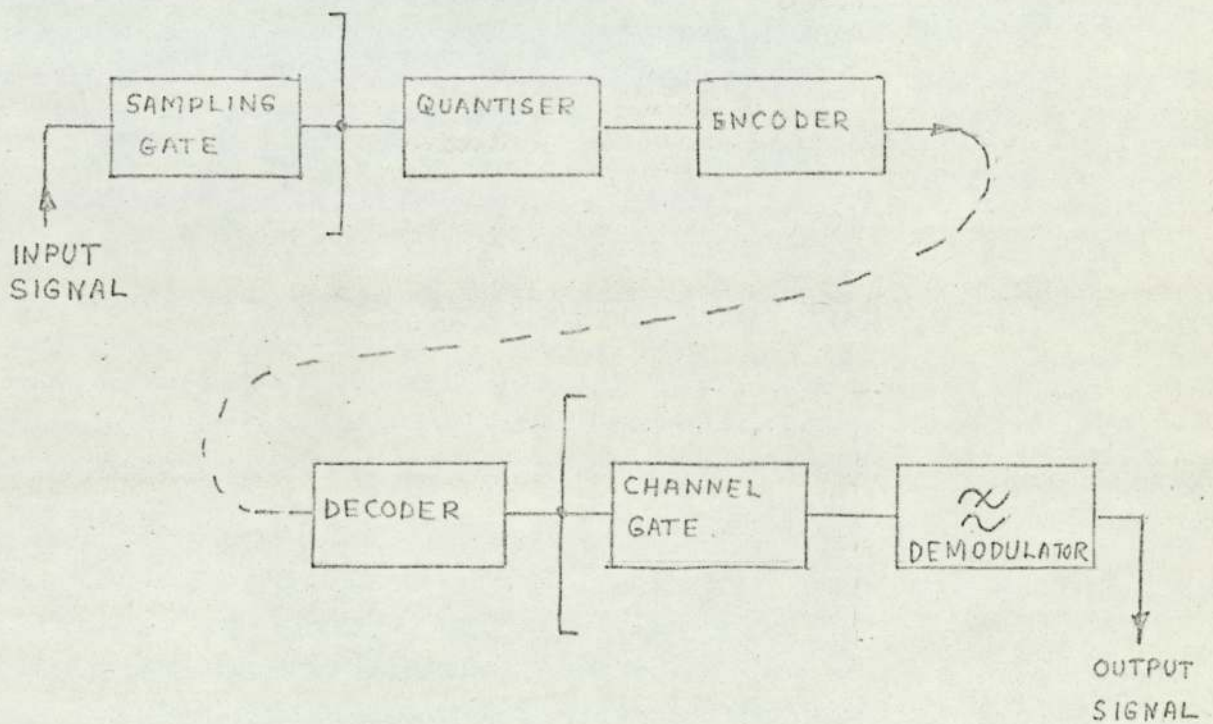 SAMPLING
GATE
QUANTISER
ENCODER
INPUT
SIGNAL
DECODER
CHANNEL
GATE
DEMODULATOR
OUTPUT
SIGNAL